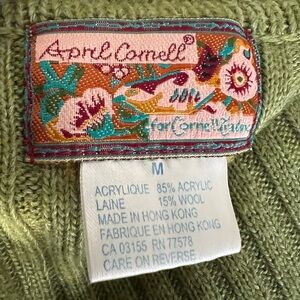 April Cornell®
for Cornell Trading
M
ACRYLIQUE 85% ACRYLIC
LAINE 15% WOOL
MADE IN HONG KONG
FABRIQUE EN HONG KONG
CA 03155 RN 77578
CARE ON REVERSE